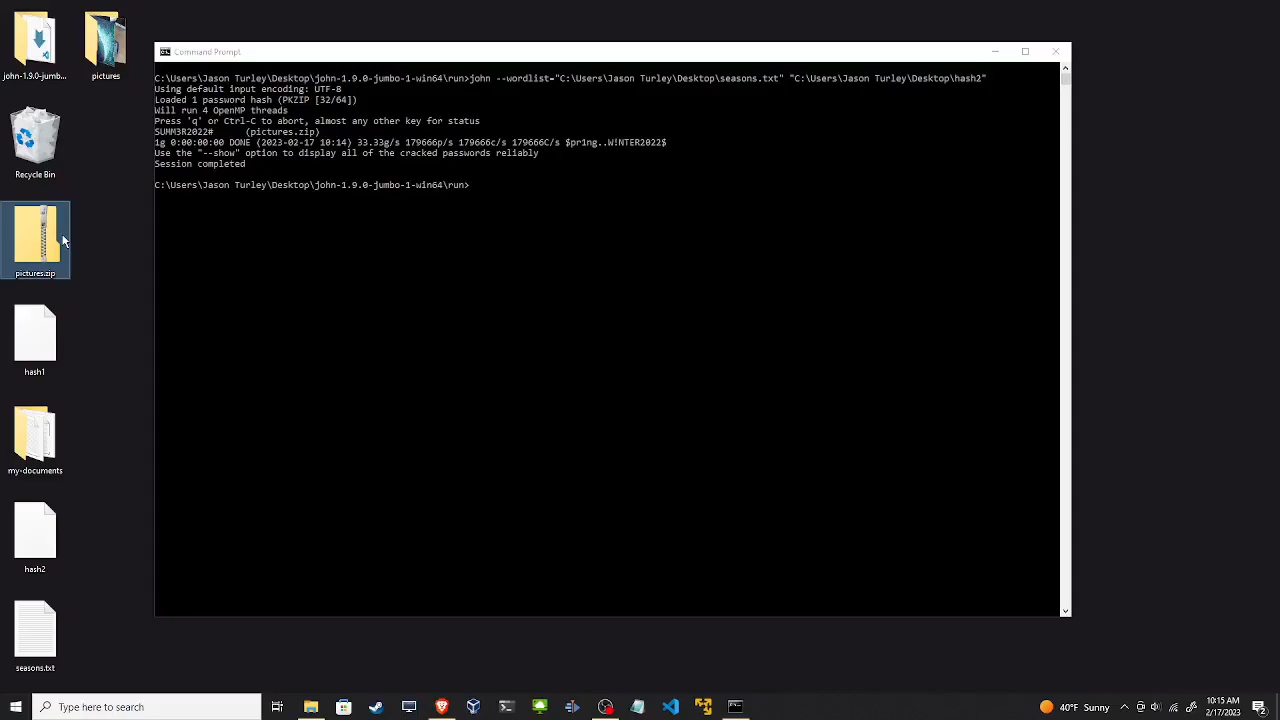 john-1.9.0-jumb...
pictures
Recycle Bin
pictures.zip
hash1
my-documents
hash2
seasons.txt
Command Prompt
C:\Users\Jason Turley\Desktop\john-1.9.0-jumbo-1-win64\run>john --wordlist="C:\Users\Jason Turley\Desktop\seasons.txt" "C:\Users\Jason Turley\Desktop\hash2"
Using default input encoding: UTF-8
Loaded 1 password hash (PKZIP [32/64])
Will run 4 OpenMP threads
Press 'q' or Ctrl-C to abort, almost any other key for status
SUMM3R2022#      (pictures.zip)
1g 0:00:00:00 DONE (2023-02-17 10:14) 33.33g/s 179666p/s 179666c/s 179666C/s $pr1ng..W!NTER2022$
Use the "--show" option to display all of the cracked passwords reliably
Session completed
C:\Users\Jason Turley\Desktop\john-1.9.0-jumbo-1-win64\run>
Type here to search
40°F Sunny
10:15 AM
2/17/2023